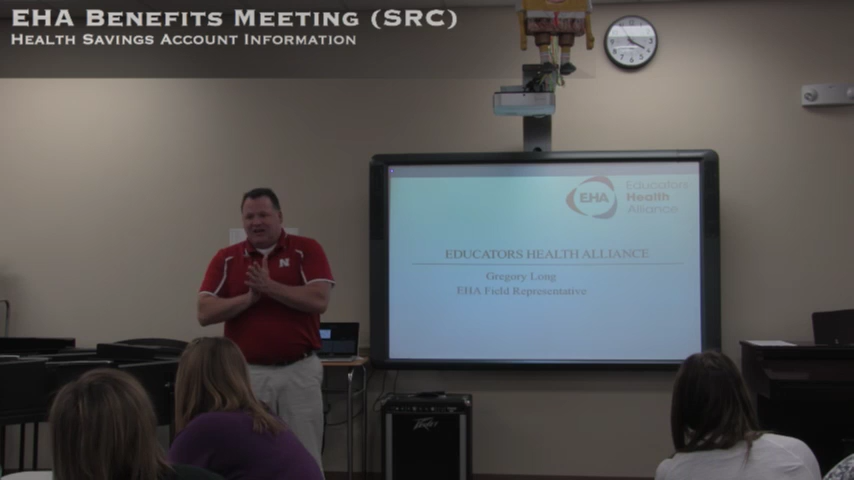 EHA BENEFITS MEETING (SRC)
HEALTH SAVINGS ACCOUNT INFORMATION
EHA
Educators
Health
Alliance
EDUCATORS HEALTH ALLIANCE
Gregory Long
EHA Field Representative
N
PEAVEY